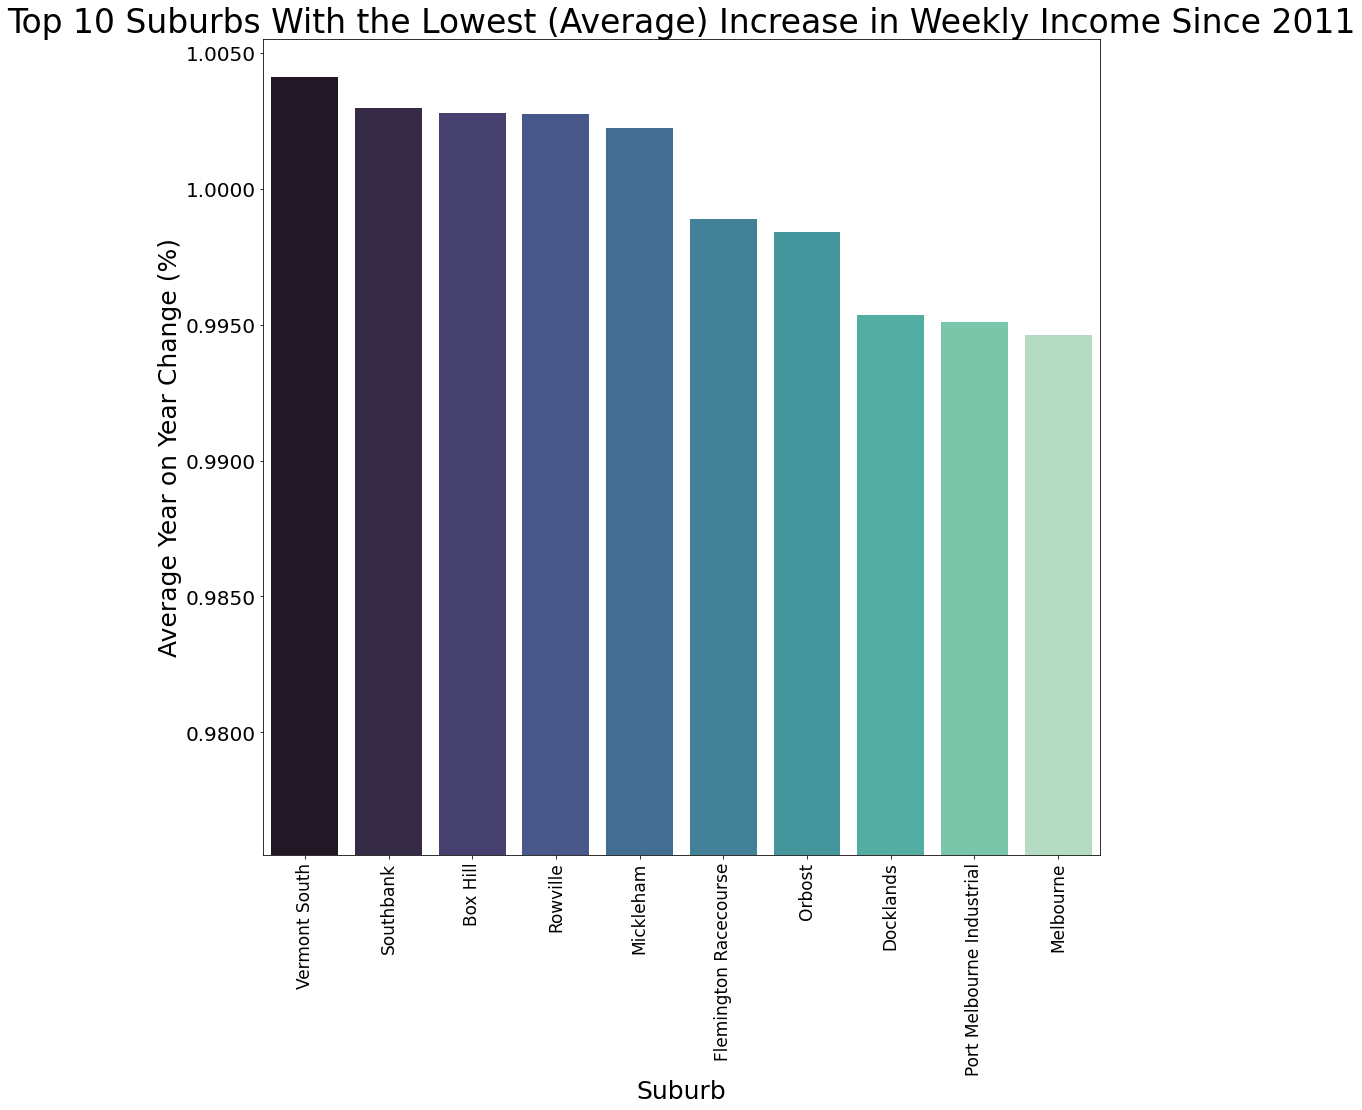 Top 10 Suburbs With the Lowest (Average) Increase in Weekly Income Since 2011
Average Year on Year Change (%)
1.0050
1.0000
0.9950
0.9900
0.9850
0.9800
Vermont South
Southbank
Box Hill
Rowville
Mickleham
Flemington Racecourse
Orbost
Docklands
Port Melbourne Industrial
Melbourne
Suburb